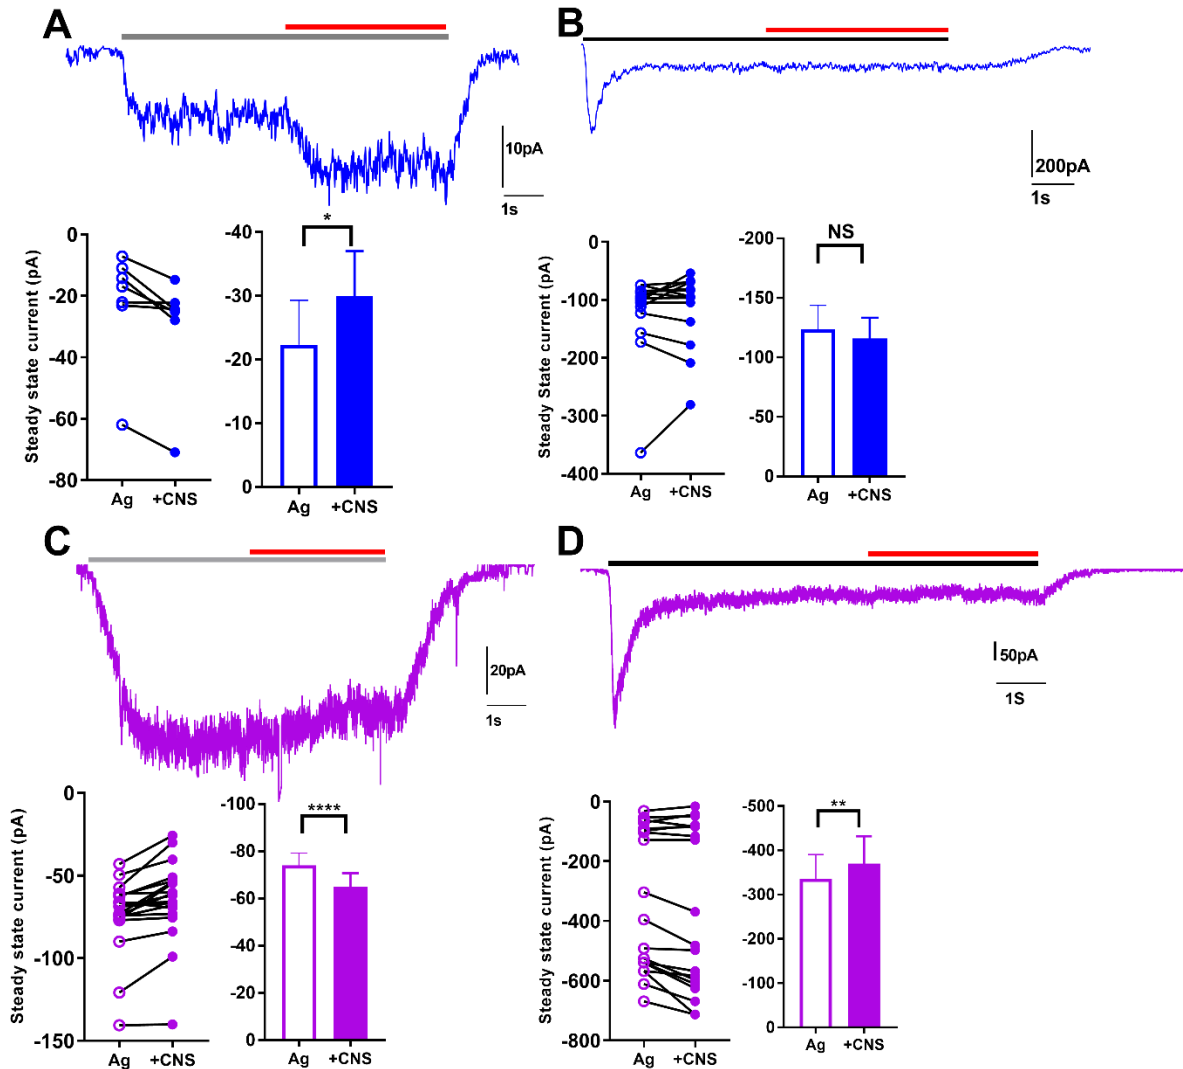 A
10pA
1s
Steady state current (pA)
0
-20
-40
-60
-80
Ag
+CNS
*
-40
-30
-20
-10
0
Ag
+CNS
B
200pA
1s
Steady State current (pA)
0
-100
-200
-300
-400
Ag
+CNS
NS
-200
-150
-100
-50
0
Ag
+CNS
C
20pA
1s
Steady state current (pA)
0
-50
-100
-150
Ag
+CNS
****
-100
-80
-60
-40
-20
0
Ag
+CNS
D
50pA
1S
Steady state current (pA)
0
-200
-400
-600
-800
Ag
+CNS
**
-500
-400
-300
-200
-100
0
Ag
+CNS